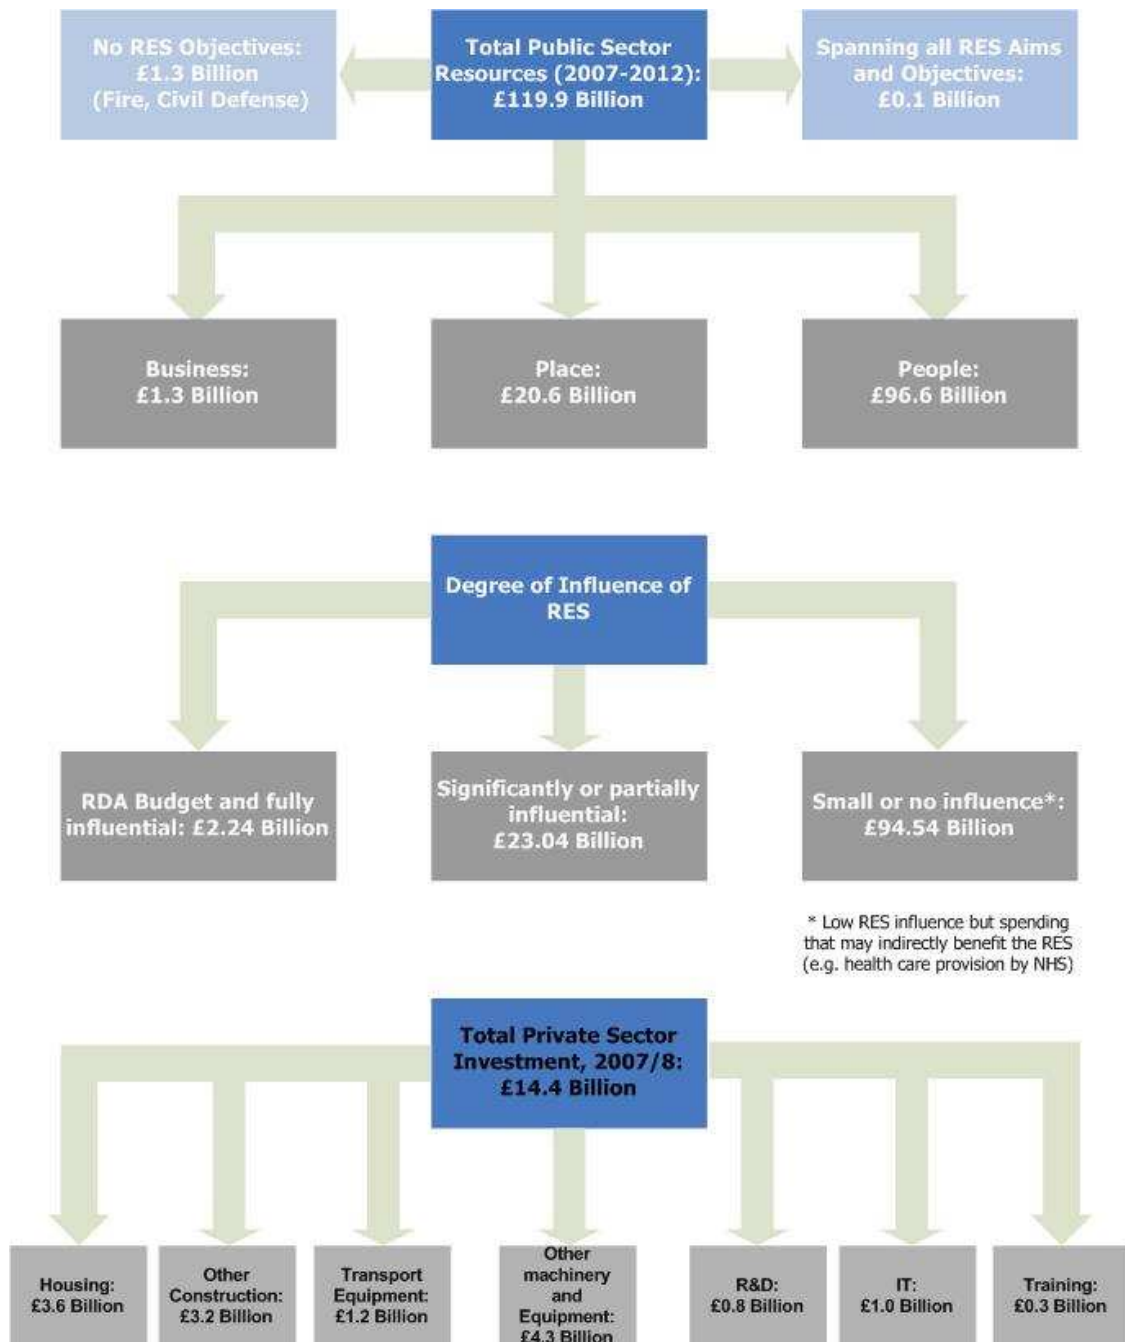 No RES Objectives:
£1.3 Billion
(Fire, Civil Defense)
Total Public Sector
Resources (2007-2012):
£119.9 Billion
Spanning all RES Aims
and Objectives:
£0.1 Billion
Business:
£1.3 Billion
Place:
£20.6 Billion
People:
£96.6 Billion
Degree of Influence of
RES
RDA Budget and fully
influential: £2.24 Billion
Significantly or partially
influential:
£23.04 Billion
Small or no influence*:
£94.54 Billion
* Low RES influence but spending
that may indirectly benefit the RES
(e.g. health care provision by NHS)
Total Private Sector
Investment, 2007/8:
£14.4 Billion
Housing:
£3.6 Billion
Other
Construction:
£3.2 Billion
Transport
Equipment:
£1.2 Billion
Other
machinery
and
Equipment:
£4.3 Billion
R&D:
£0.8 Billion
IT:
£1.0 Billion
Training:
£0.3 Billion